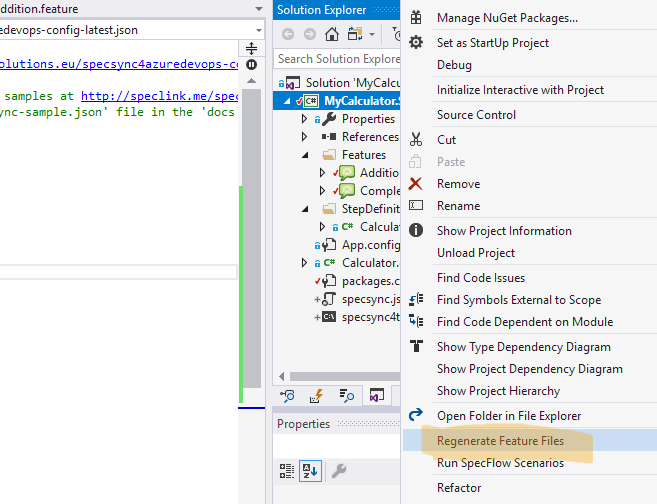 ddition.feature
edevops-config-latest.json
olutions.eu/specsync4azuredevops-co
samples at http://speclink.me/spec
ync-sample.json' file in the 'docs
Solution Explorer
Search Solution Explorer
Solution 'MyCalcu
MyCalculator.S
Properties
References
Features
Additio
Comple
StepDefinit
Calcula
App.config
Calculator.
packages.c
specsync.js
specsync4t
Properties
Manage NuGet Packages...
Set as StartUp Project
Debug
Initialize Interactive with Project
Source Control
Cut
Paste
Remove
Rename
Show Project Information
Unload Project
Find Code Issues
Find Symbols External to Scope
Find Code Dependent on Module
Show Type Dependency Diagram
Show Project Dependency Diagram
Show Project Hierarchy
Open Folder in File Explorer
Regenerate Feature Files
Run SpecFlow Scenarios
Refactor